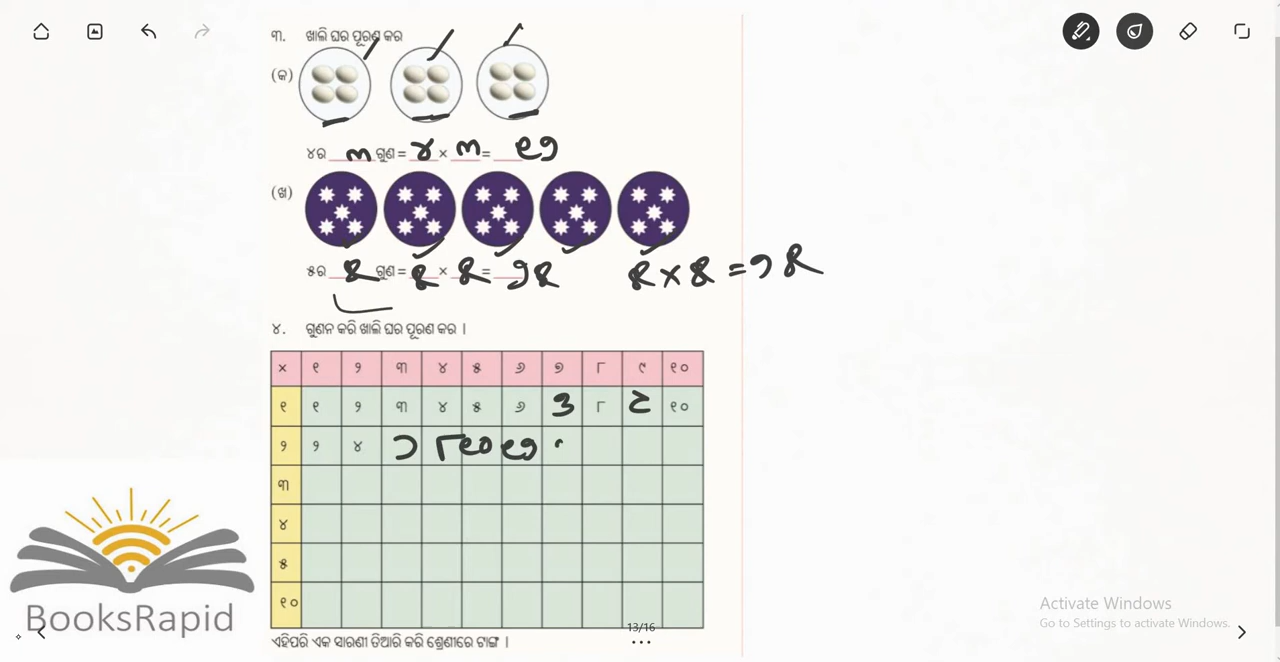 ୩. ଖାଲି ଘର ପୂରଣ କର
(କ)
୪ର ୩ ଗୁଣ = ୪ × ୩ = ୧୨
(ଖ)
୫ର ୫ ଗୁଣ = ୫ × ୫ = ୨୫ ୫ × ୫ = ୨୫
୪. ଗୁଣନ କରି ଖାଲି ଘର ପୂରଣ କର ।
× ୧ ୨ ୩ ୪ ୫ ୬ ୭ ୮ ୯ ୧୦
୧ ୧ ୨ ୩ ୪ ୫ ୬ ୭ ୮ ୯ ୧୦
୨ ୨ ୪ ୬ ୮ ୧୦ ୧୨
୩
୪
୫
୧୦
ଏହିପରି ଏକ ସାରଣୀ ତିଆରି କରି ଶ୍ରେଣୀରେ ଟାଙ୍ଗ ।
BooksRapid
13/16
Activate Windows
Go to Settings to activate Windows.